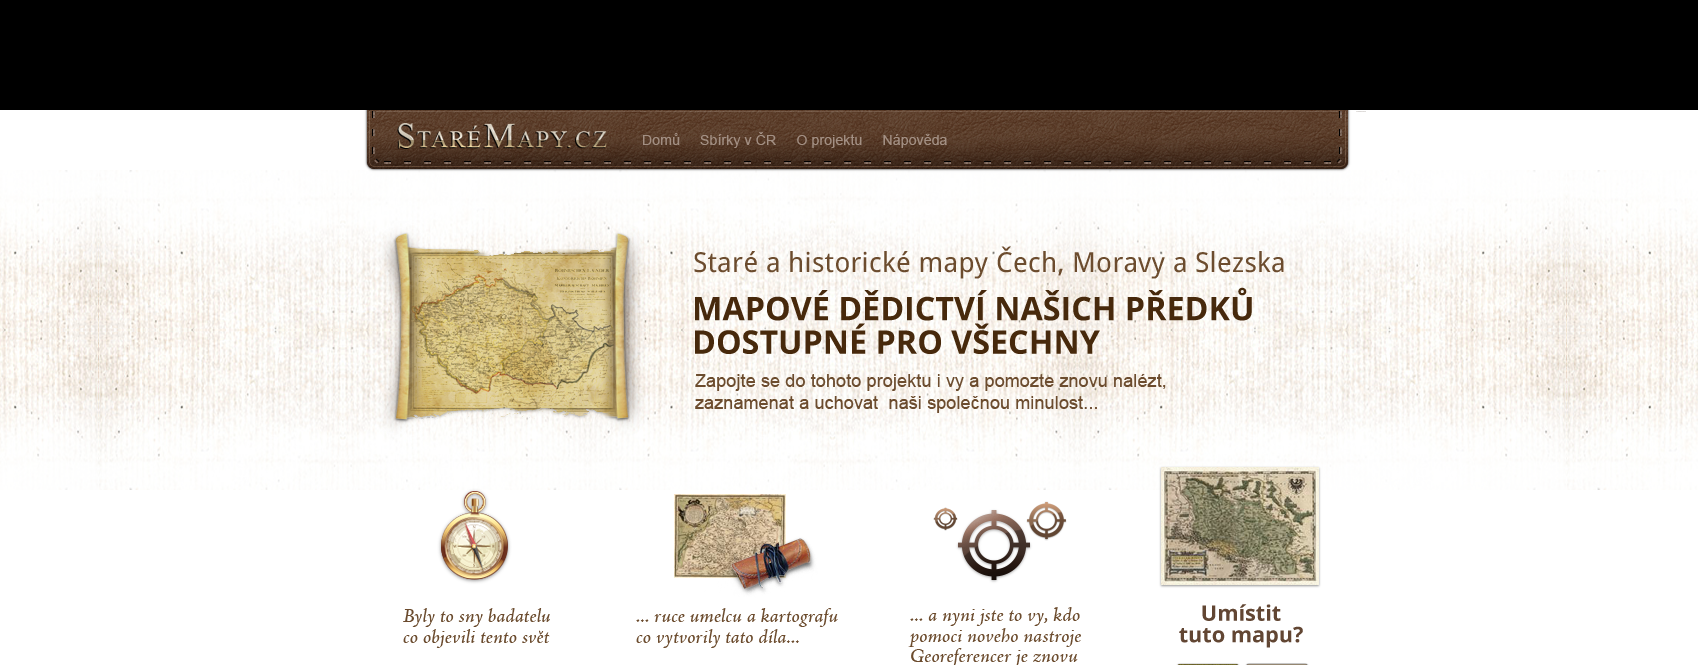 STARÉMAPY.CZ
Domů Sbírky v ČR O projektu Nápověda
Staré a historické mapy Čech, Moravy a Slezska
MAPOVÉ DĚDICTVÍ NAŠICH PŘEDKŮ
DOSTUPNÉ PRO VŠECHNY
Zapojte se do tohoto projektu i vy a pomozte znovu nalézt,
zaznamenat a uchovat naši společnou minulost...
Byly to sny badatelu
co objevili tento svět
... ruce umelcu a kartografu
co vytvorily tato díla...
... a nyni jste to vy, kdo
pomoci noveho nastroje
Georeferencer je znovu
Umístit
tuto mapu?